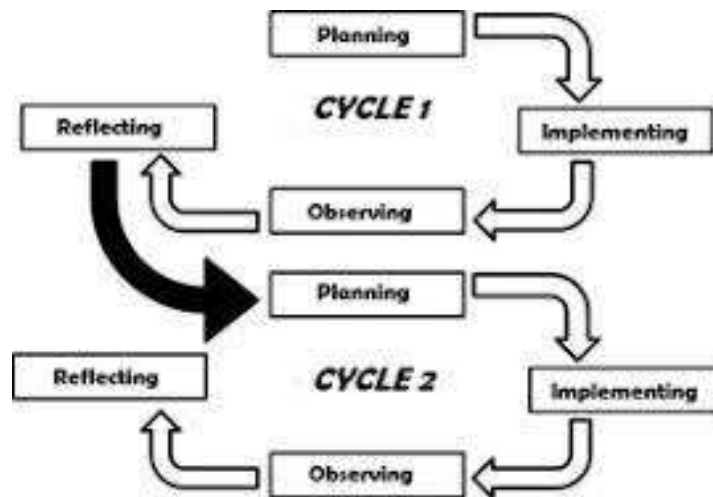 Planning
CYCLE 1
Reflecting
Implementing
Observing
Planning
CYCLE 2
Reflecting
Implementing
Observing